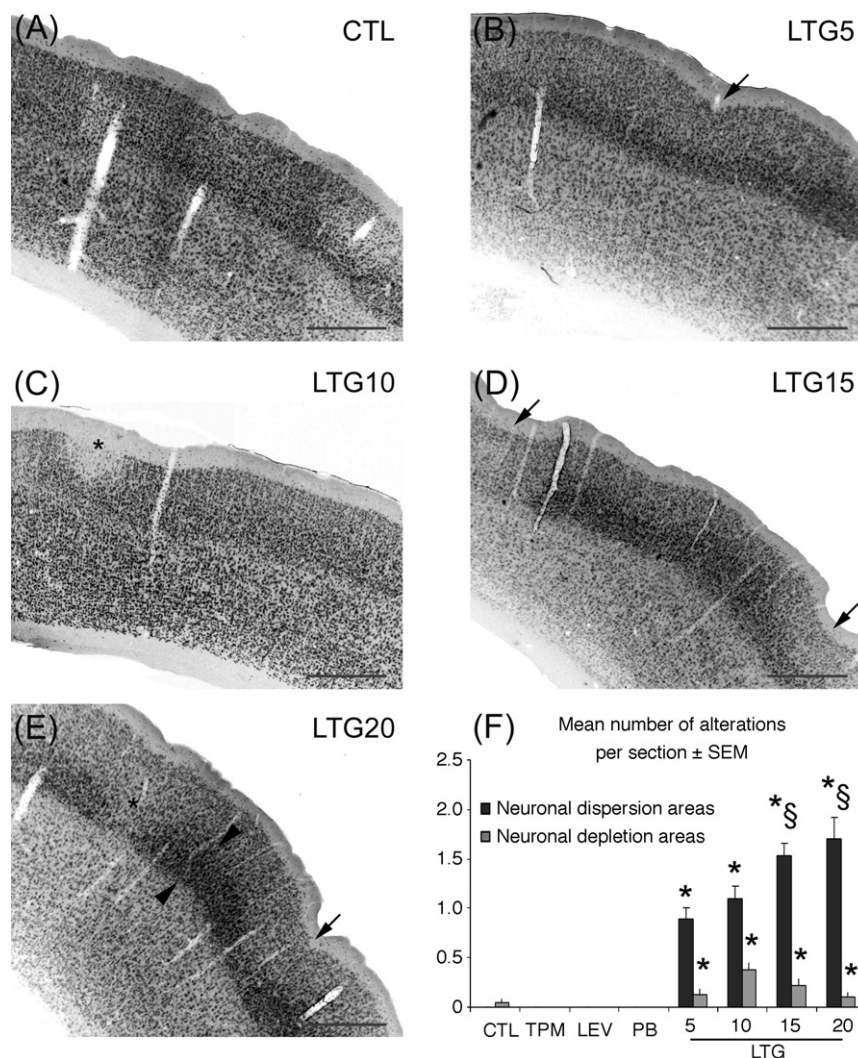 (A) CTL
(B) LTG5
(C) LTG10
*
(D) LTG15
(E) LTG20
*
(F) Mean number of alterations
per section ± SEM
2.5
2.0
1.5
1.0
0.5
0
Neuronal dispersion areas
Neuronal depletion areas
* * *§ *§
* * * *
CTL TPM LEV PB 5 10 15 20
LTG